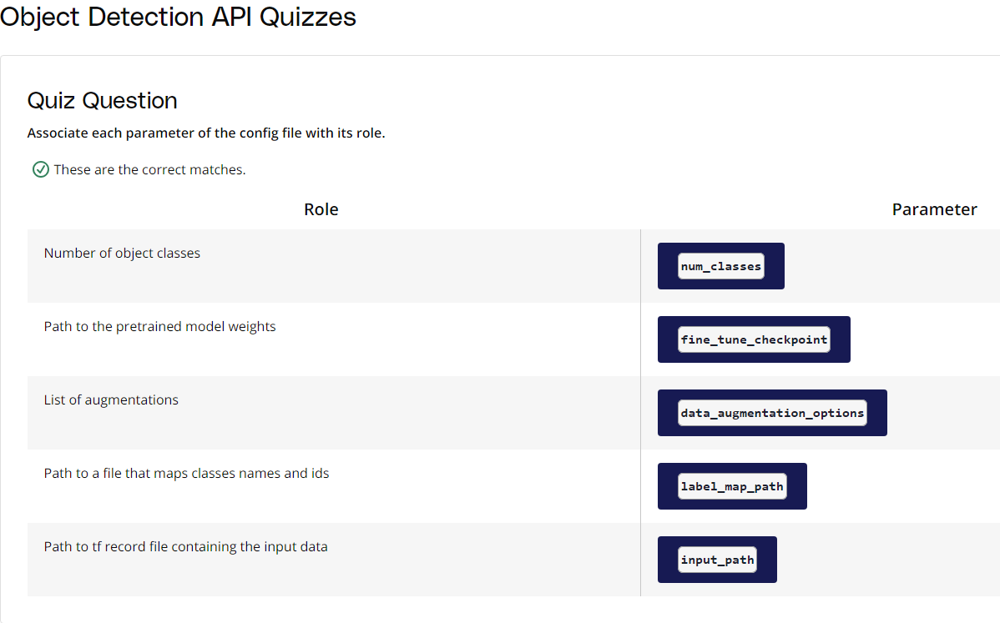 Object Detection API Quizzes
Quiz Question
Associate each parameter of the config file with its role.
These are the correct matches.
Role Parameter
Number of object classes num_classes
Path to the pretrained model weights fine_tune_checkpoint
List of augmentations data_augmentation_options
Path to a file that maps classes names and ids label_map_path
Path to tf record file containing the input data input_path